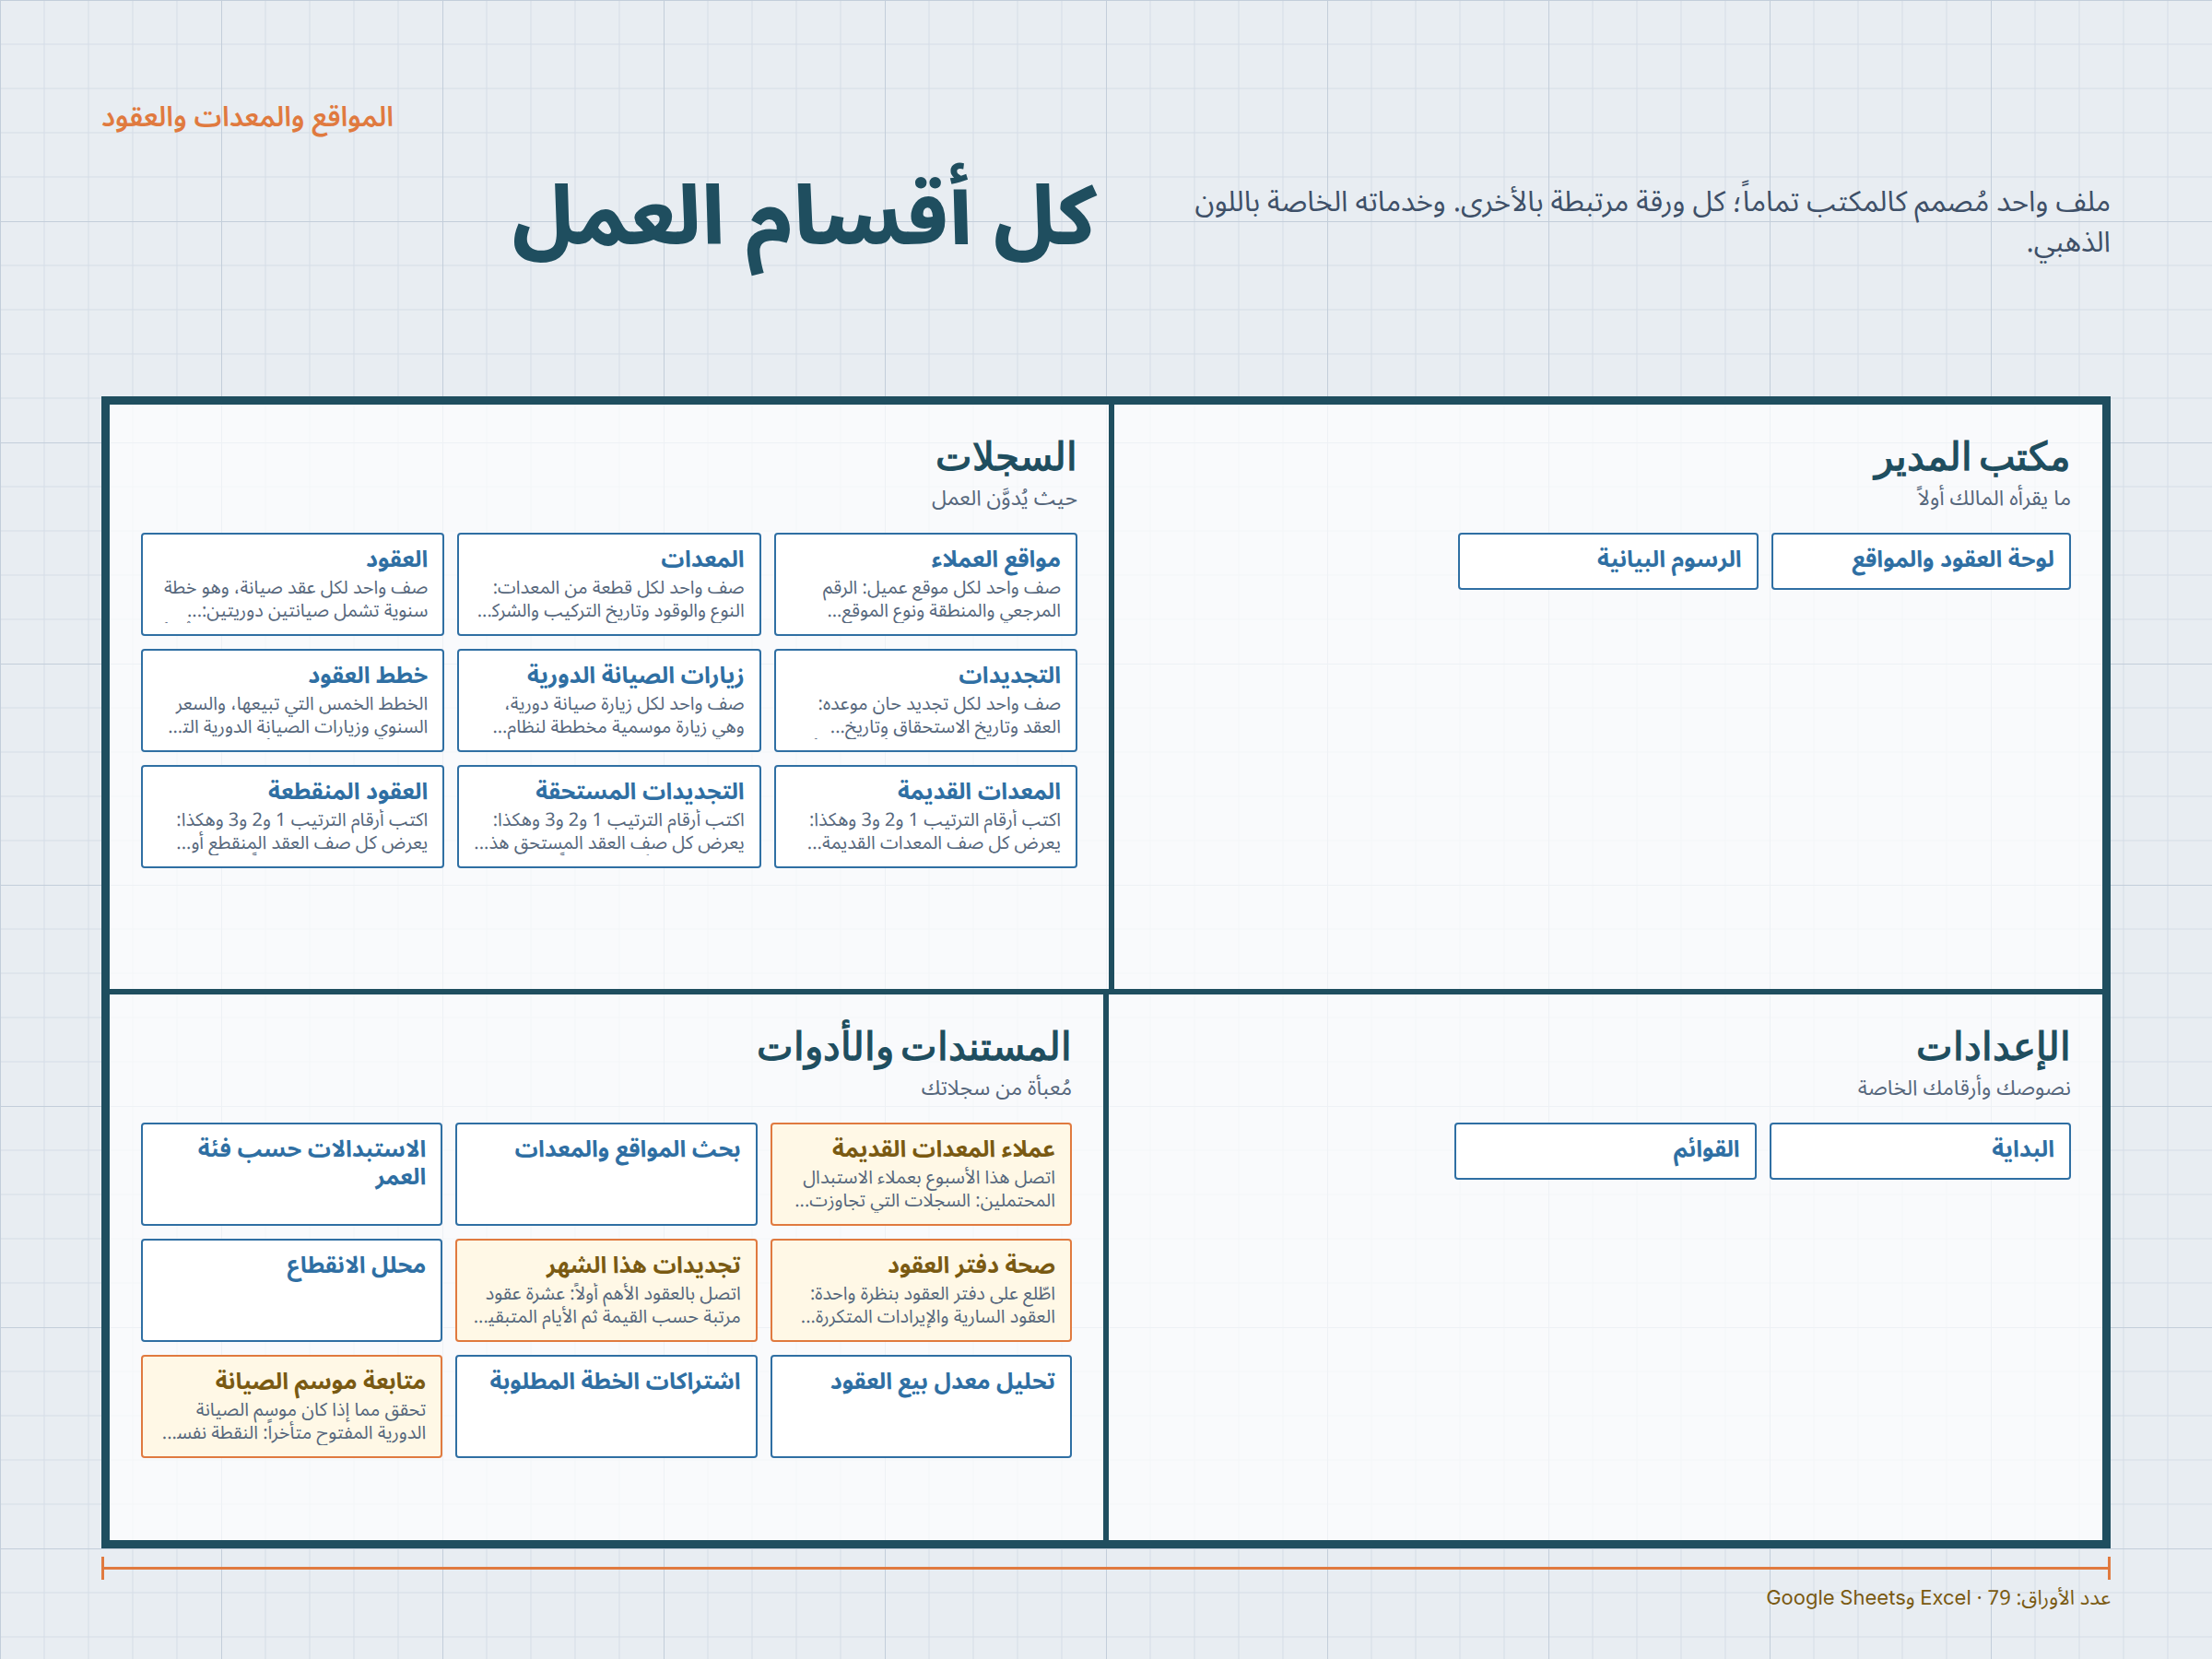 المواقع والمعدات والعقود
كل أقسام العمل
ملف واحد مُصمم كالمكتب تماماً؛ كل ورقة مرتبطة بالأخرى. وخدماته الخاصة باللون
الذهبي.
مكتب المدير
ما يقرأه المالك أولاً
لوحة العقود والمواقع
الرسوم البيانية
السجلات
حيث يُدوَّن العمل
مواقع العملاء
صف واحد لكل موقع عميل: الرقم
المرجعي والمنطقة ونوع الموقع...
المعدات
صف واحد لكل قطعة من المعدات:
النوع والوقود وتاريخ التركيب والشرك...
العقود
صف واحد لكل عقد صيانة، وهو خطة
سنوية تشمل صيانتين دوريتين:...
التجديدات
صف واحد لكل تجديد حان موعده:
العقد وتاريخ الاستحقاق وتاريخ...
زيارات الصيانة الدورية
صف واحد لكل زيارة صيانة دورية،
وهي زيارة موسمية مخططة لنظام...
خطط العقود
الخطط الخمس التي تبيعها، والسعر
السنوي وزيارات الصيانة الدورية التـ...
المعدات القديمة
اكتب أرقام الترتيب 1 و2 و3 وهكذا:
يعرض كل صف المعدات القديمة...
التجديدات المستحقة
اكتب أرقام الترتيب 1 و2 و3 وهكذا:
يعرض كل صف العقد المستحق هذ...
العقود المنقطعة
اكتب أرقام الترتيب 1 و2 و3 وهكذا:
يعرض كل صف العقد المنقطع أو...
الإعدادات
نصوصك وأرقامك الخاصة
البداية
القوائم
المستندات والأدوات
مُعبأة من سجلاتك
عملاء المعدات القديمة
اتصل هذا الأسبوع بعملاء الاستبدال
المحتملين: السجلات التي تجاوزت...
بحث المواقع والمعدات
الاستبدالات حسب فئة
العمر
صحة دفتر العقود
اطّلع على دفتر العقود بنظرة واحدة:
العقود السارية والإيرادات المتكررة...
تجديدات هذا الشهر
اتصل بالعقود الأهم أولاً: عشرة عقود
مرتبة حسب القيمة ثم الأيام المتبقيـ...
محلل الانقطاع
تحليل معدل بيع العقود
اشتراكات الخطة المطلوبة
متابعة موسم الصيانة
تحقق مما إذا كان موسم الصيانة
الدورية المفتوح متأخراً: النقطة نفسـ...
عدد الأوراق: 79 · Excel وGoogle Sheets